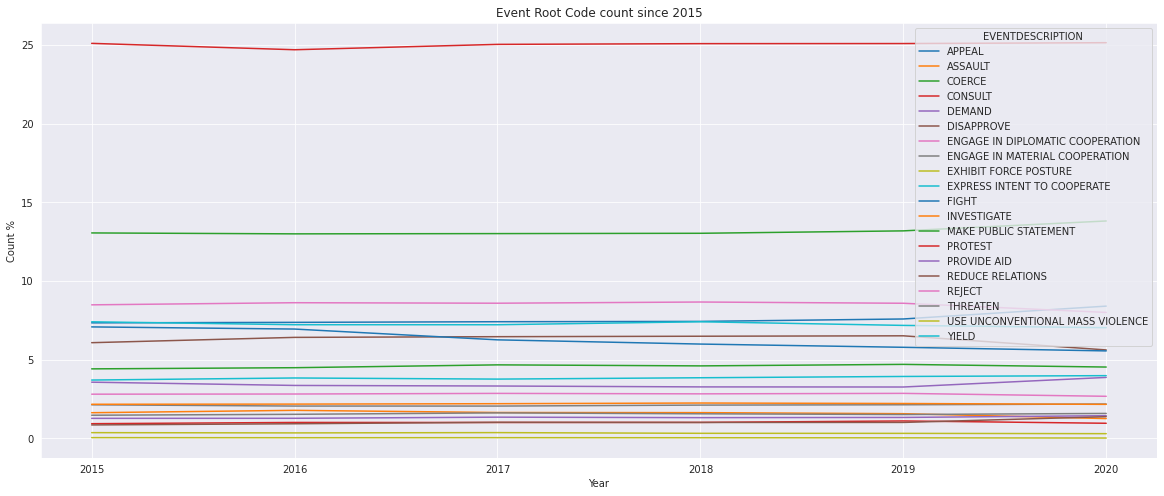 Event Root Code count since 2015
EVENTDESCRIPTION
APPEAL
ASSAULT
COERCE
CONSULT
DEMAND
DISAPPROVE
ENGAGE IN DIPLOMATIC COOPERATION
ENGAGE IN MATERIAL COOPERATION
EXHIBIT FORCE POSTURE
EXPRESS INTENT TO COOPERATE
FIGHT
INVESTIGATE
MAKE PUBLIC STATEMENT
PROTEST
PROVIDE AID
REDUCE RELATIONS
REJECT
THREATEN
USE UNCONVENTIONAL MASS VIOLENCE
YIELD
Count %
25
20
15
10
5
0
2015 2016 2017 2018 2019 2020
Year